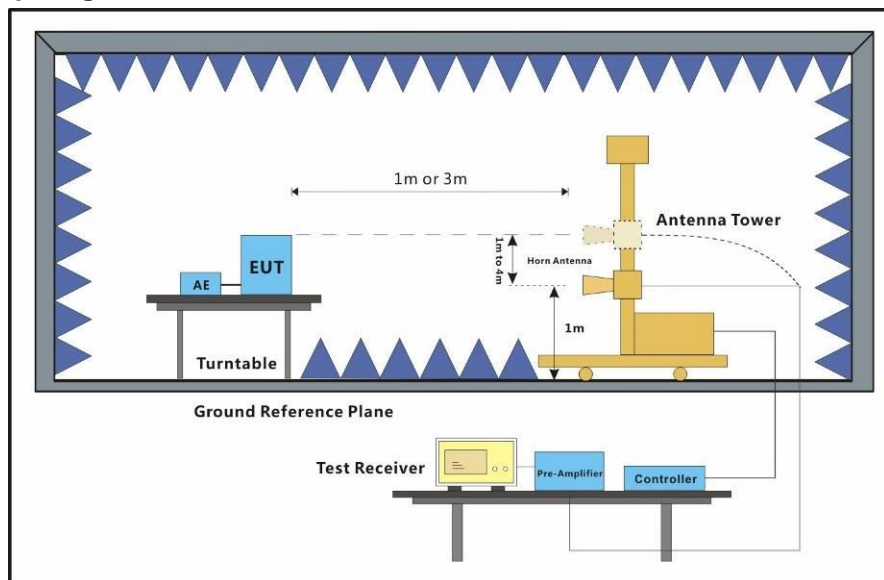 1m or 3m
Antenna Tower
1m to 4m
Horn Antenna
EUT
AE
1m
Turntable
Ground Reference Plane
Test Receiver
Pre-Amplifier
Controller